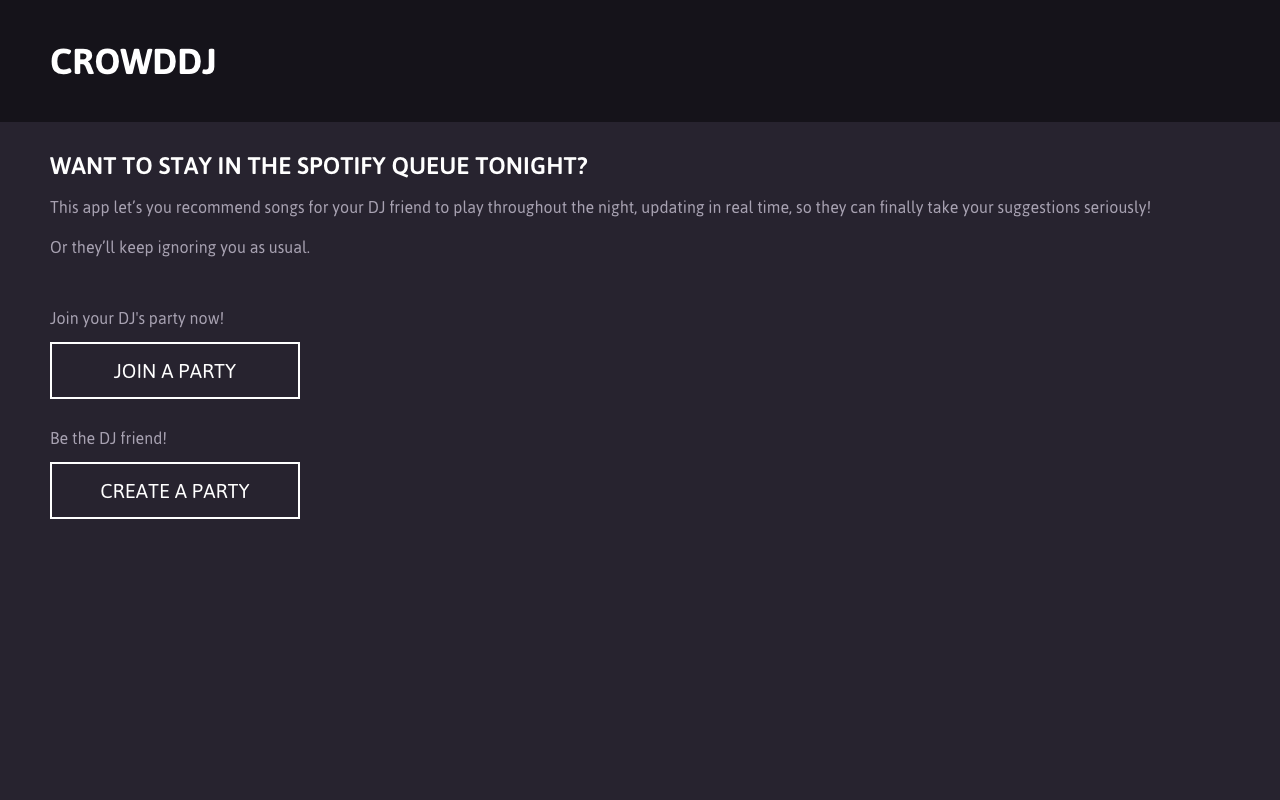 CROWDDJ
WANT TO STAY IN THE SPOTIFY QUEUE TONIGHT?
This app let’s you recommend songs for your DJ friend to play throughout the night, updating in real time, so they can finally take your suggestions seriously!
Or they’ll keep ignoring you as usual.
Join your DJ's party now!
JOIN A PARTY
Be the DJ friend!
CREATE A PARTY